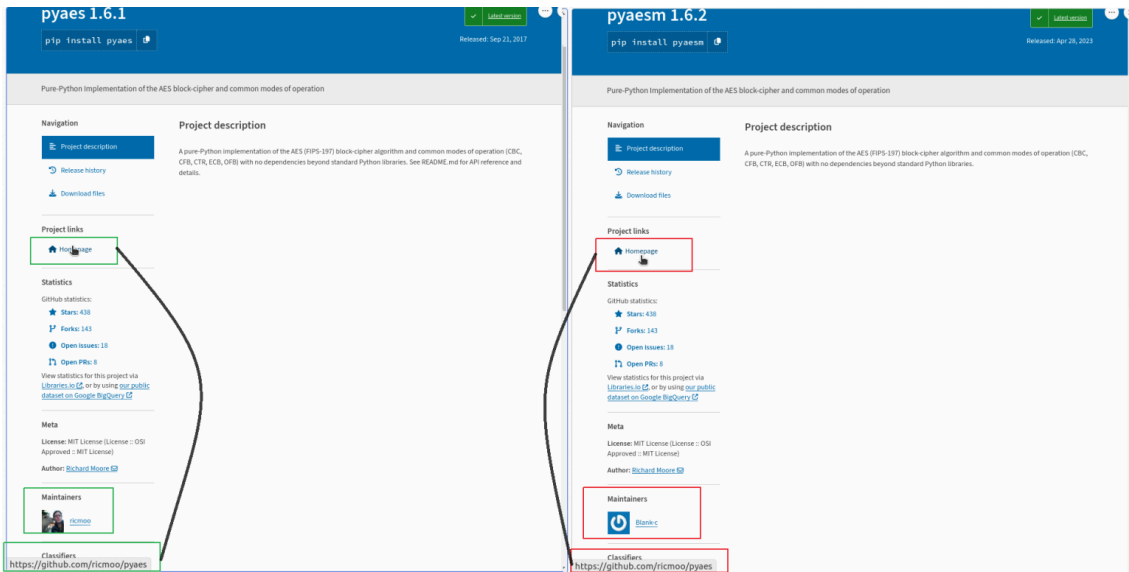 pyaes 1.6.1
Latest version
pip install pyaes
Released: Sep 21, 2017
Pure-Python Implementation of the AES block-cipher and common modes of operation
Navigation
Project description
Release history
Download files
Project description
A pure-Python implementation of the AES (FIPS-197) block-cipher algorithm and common modes of operation (CBC,
CFB, CTR, ECB, OFB) with no dependencies beyond standard Python libraries. See README.md for API reference and
details.
Project links
Homepage
Statistics
GitHub statistics:
Stars: 438
Forks: 143
Open issues: 18
Open PRs: 8
View statistics for this project via
Libraries.io, or by using our public
dataset on Google BigQuery
Meta
License: MIT License (License :: OSI
Approved :: MIT License)
Author: Richard Moore
Maintainers
ricmoo
Classifiers
https://github.com/ricmoo/pyaes
pyaesm 1.6.2
Latest version
pip install pyaesm
Released: Apr 28, 2023
Pure-Python Implementation of the AES block-cipher and common modes of operation
Navigation
Project description
Release history
Download files
Project description
A pure-Python implementation of the AES (FIPS-197) block-cipher algorithm and common modes of operation (CBC,
CFB, CTR, ECB, OFB) with no dependencies beyond standard Python libraries.
Project links
Homepage
Statistics
GitHub statistics:
Stars: 438
Forks: 143
Open issues: 18
Open PRs: 8
View statistics for this project via
Libraries.io, or by using our public
dataset on Google BigQuery
Meta
License: MIT License (License :: OSI
Approved :: MIT License)
Author: Richard Moore
Maintainers
Blank-c
Classifiers
https://github.com/ricmoo/pyaes